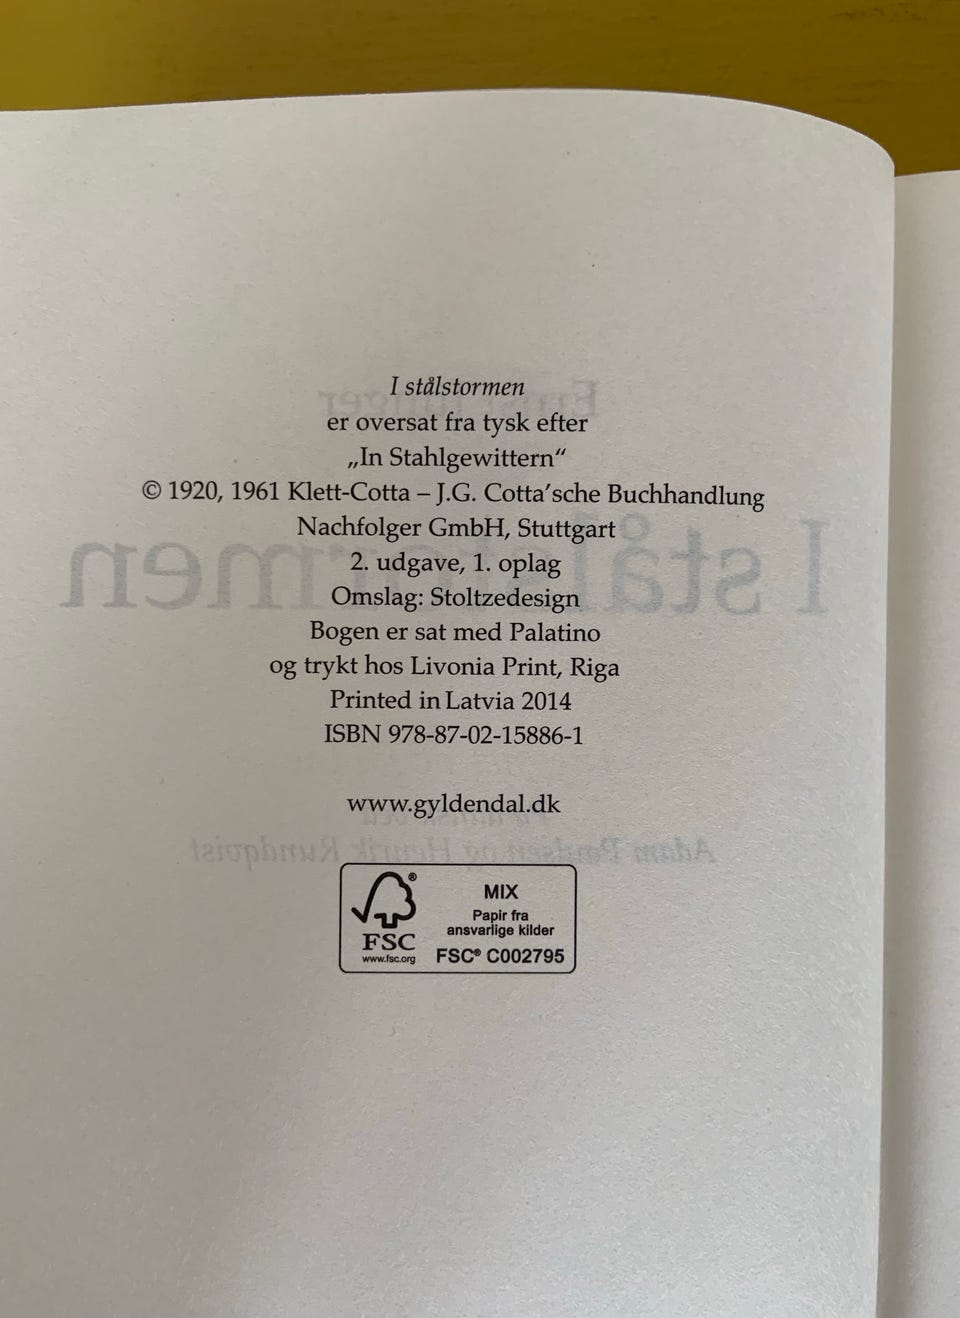 I stålstormen
er oversat fra tysk efter
„In Stahlgewittern“
© 1920, 1961 Klett-Cotta – J.G. Cotta’sche Buchhandlung
Nachfolger GmbH, Stuttgart
2. udgave, 1. oplag
Omslag: Stoltzedesign
Bogen er sat med Palatino
og trykt hos Livonia Print, Riga
Printed in Latvia 2014
ISBN 978-87-02-15886-1
www.gyldendal.dk
FSC
www.fsc.org
MIX
Papir fra
ansvarlige kilder
FSC® C002795